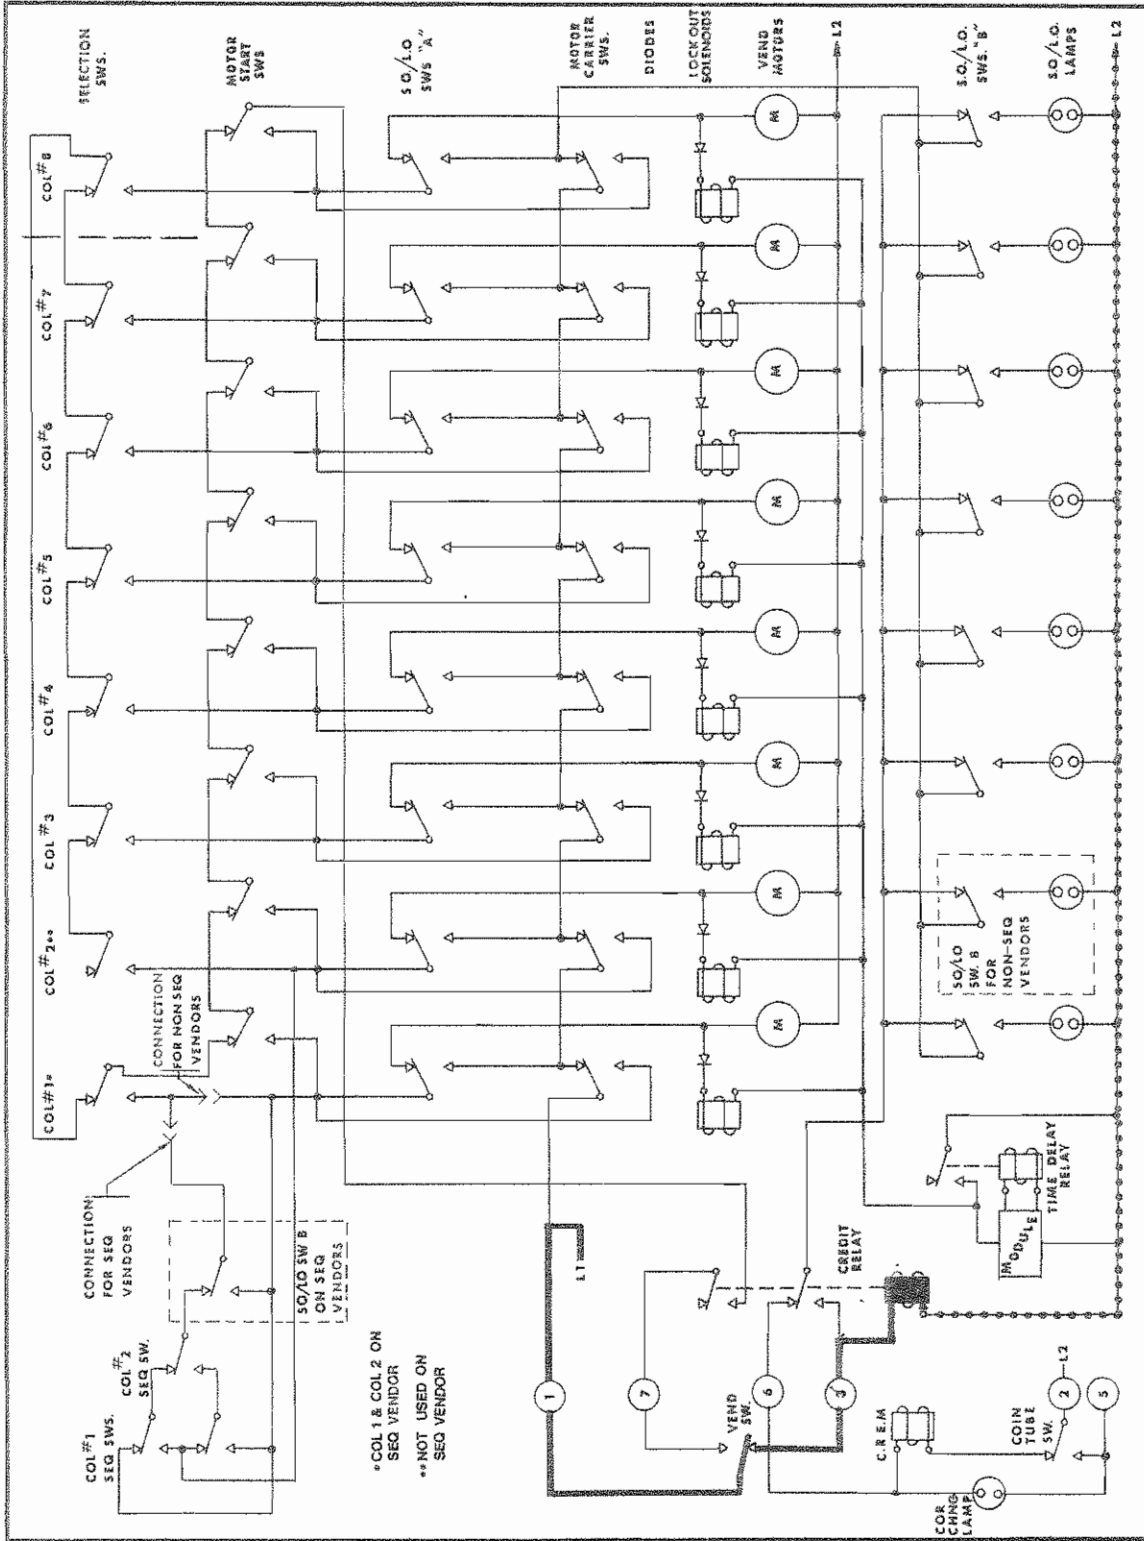 SELECTION
SWS.
MOTOR
START
SWS
S.O/L.O
SWS "A"
MOTOR
CARRIER
SWS.
DIODES
LOCKOUT
SOLENOIDS
VEND
MOTORS
L2
S.O./L.O.
SWS. "B"
S.O./L.O.
LAMPS
L2
COL#8
COL#7
COL#6
COL#5
COL#4
COL#3
COL#2**
COL#1*
M
M
M
M
M
M
M
M
CONNECTION
FOR NON SEQ
VENDORS
CONNECTION
FOR SEQ
VENDORS
SO/LO SW B
ON SEQ
VENDORS
COL#2
SEQ SW.
COL#1
SEQ SWS.
*COL 1 & COL 2 ON
SEQ VENDOR
**NOT USED ON
SEQ VENDOR
SO/LO
SW. B
FOR
NON-SEQ
VENDORS
L1
1
7
VEND
SW.
6
3
CREDIT
RELAY
MODULE
TIME DELAY
RELAY
C.R.E.M
COIN
TUBE
SW.
2
L2
5
COR
CHNG
LAMP